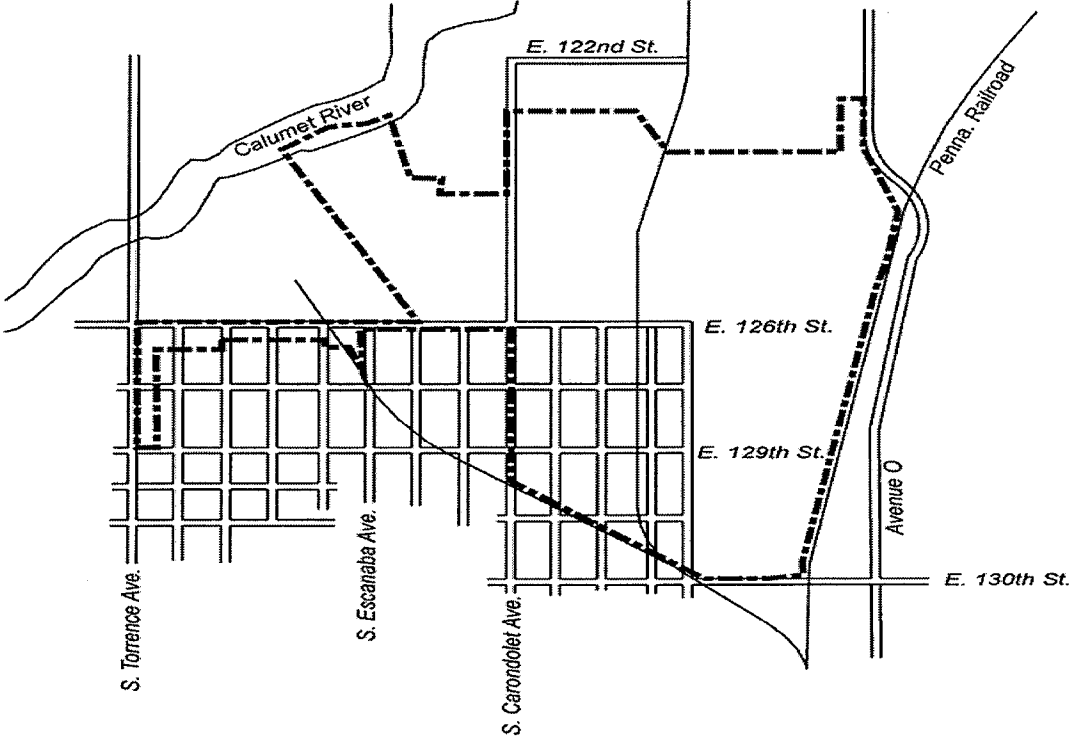 E. 122nd St.
Calumet River
Penna. Railroad
E. 126th St.
E. 129th St.
Avenue O
S. Escanaba Ave.
E. 130th St.
S. Torrence Ave.
S. Carondolet Ave.